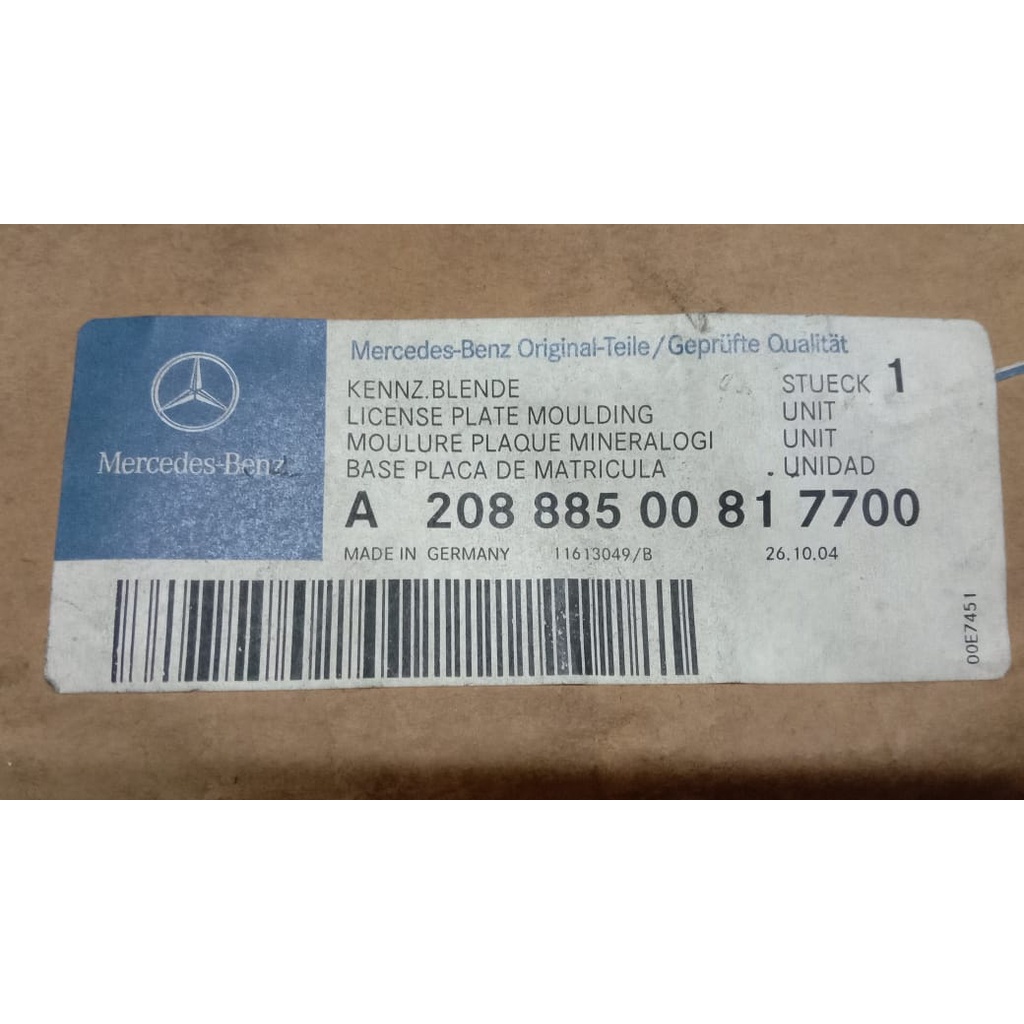 Mercedes-Benz
Mercedes-Benz Original-Teile/Geprüfte Qualität
KENNZ.BLENDE STUECK 1
LICENSE PLATE MOULDING UNIT
MOULURE PLAQUE MINERALOGI UNIT
BASE PLACA DE MATRICULA UNIDAD
A 208 885 00 81 7700
MADE IN GERMANY 11613049/B 26.10.04
00E7451